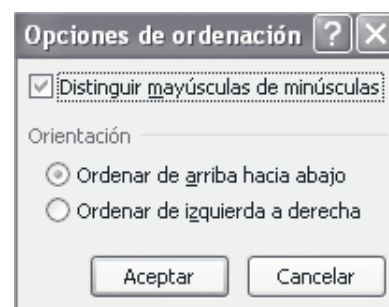 Opciones de ordenación
Distinguir mayúsculas de minúsculas
Orientación
Ordenar de arriba hacia abajo
Ordenar de izquierda a derecha
Aceptar
Cancelar